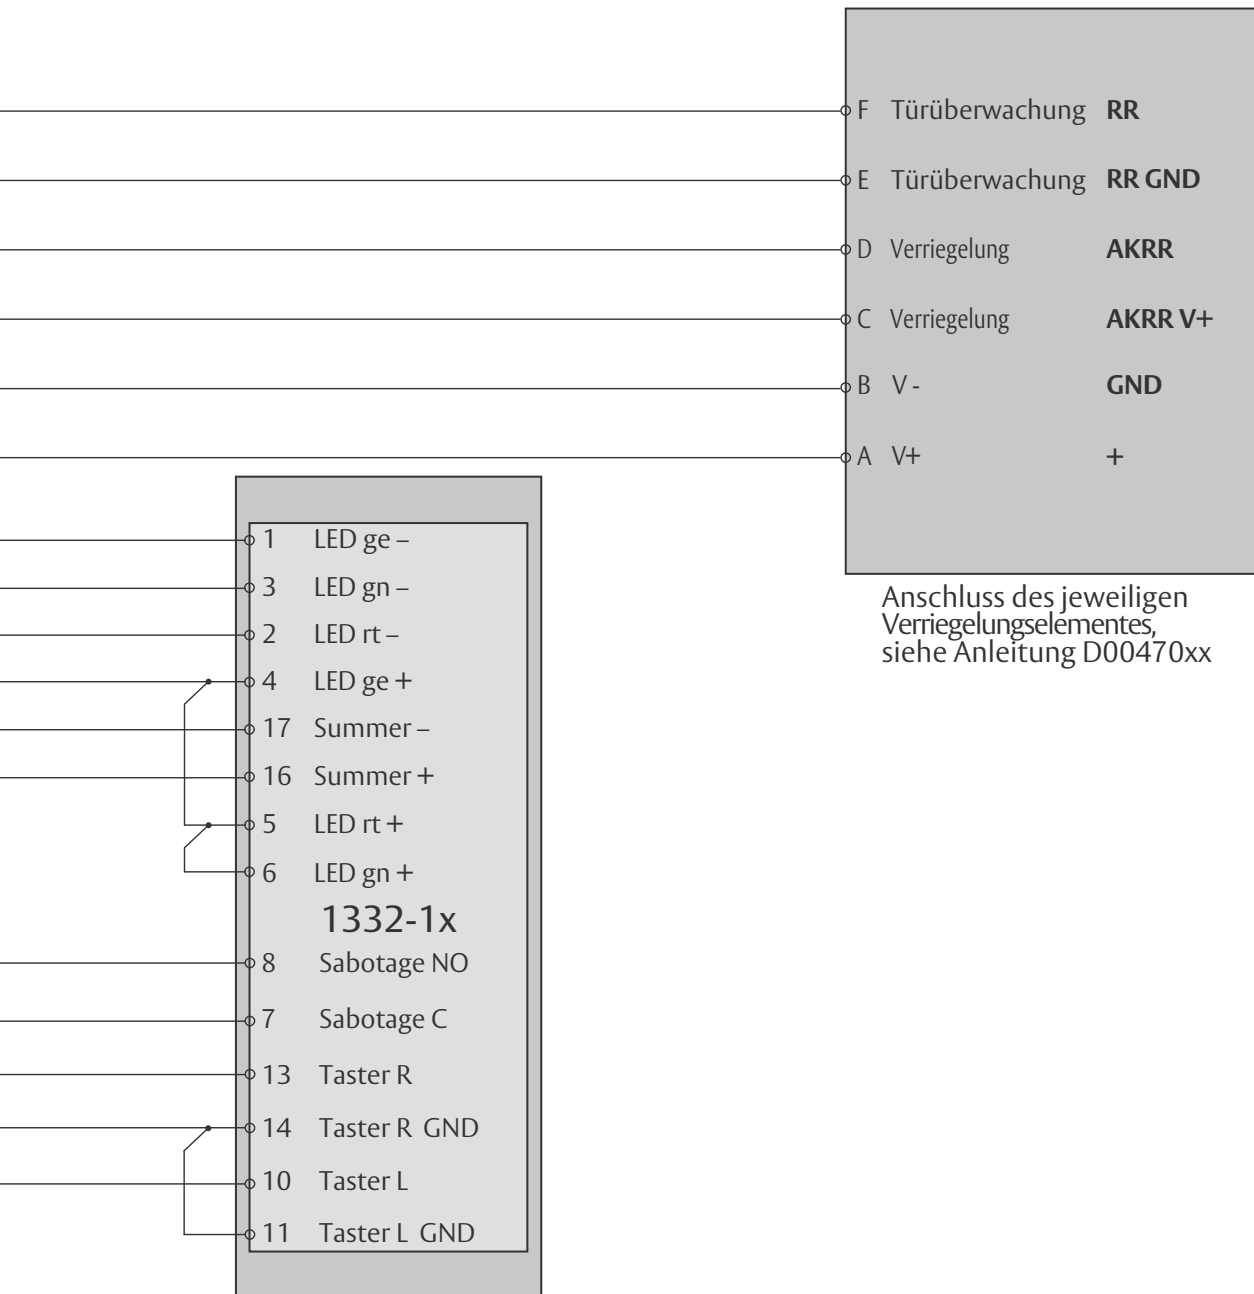 F Türüberwachung RR
E Türüberwachung RR GND
D Verriegelung AKRR
C Verriegelung AKRR V+
B V - GND
A V+ +
Anschluss des jeweiligen
Verriegelungselementes,
siehe Anleitung D00470xx
1 LED ge –
3 LED gn –
2 LED rt –
4 LED ge +
17 Summer –
16 Summer +
5 LED rt +
6 LED gn +
1332-1x
8 Sabotage NO
7 Sabotage C
13 Taster R
14 Taster R GND
10 Taster L
11 Taster L GND